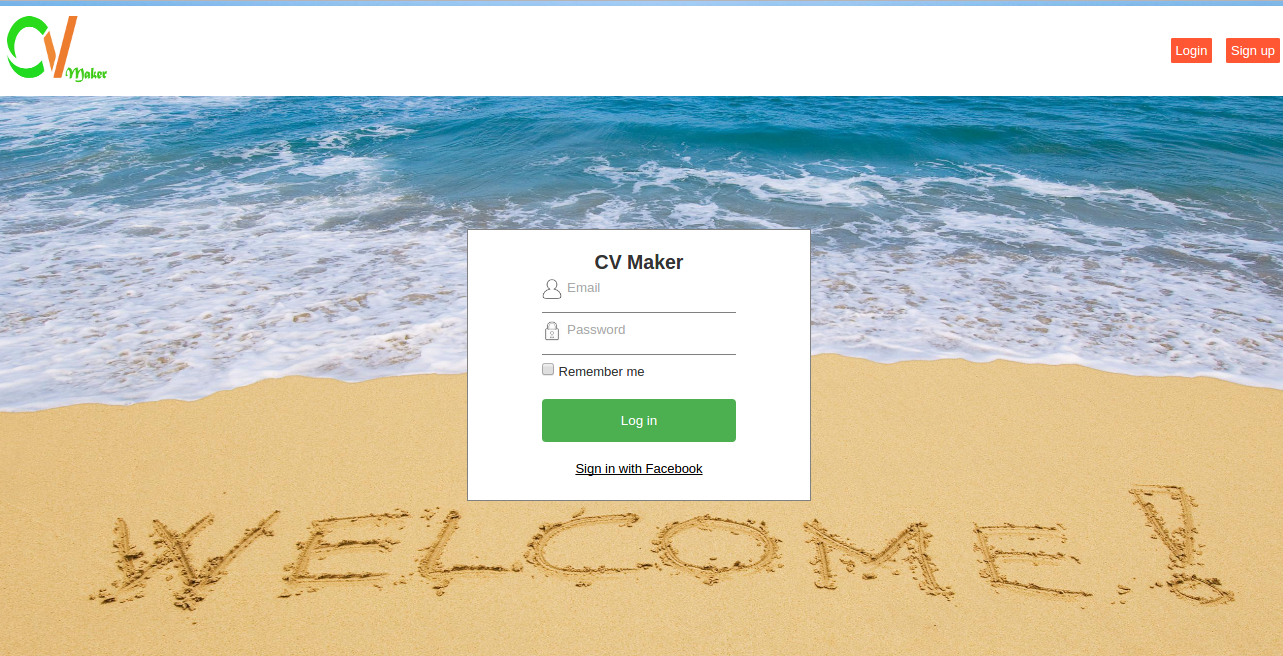 CV Maker
Login
Sign up
CV Maker
Email
Password
Remember me
Log in
Sign in with Facebook
WELCOME!